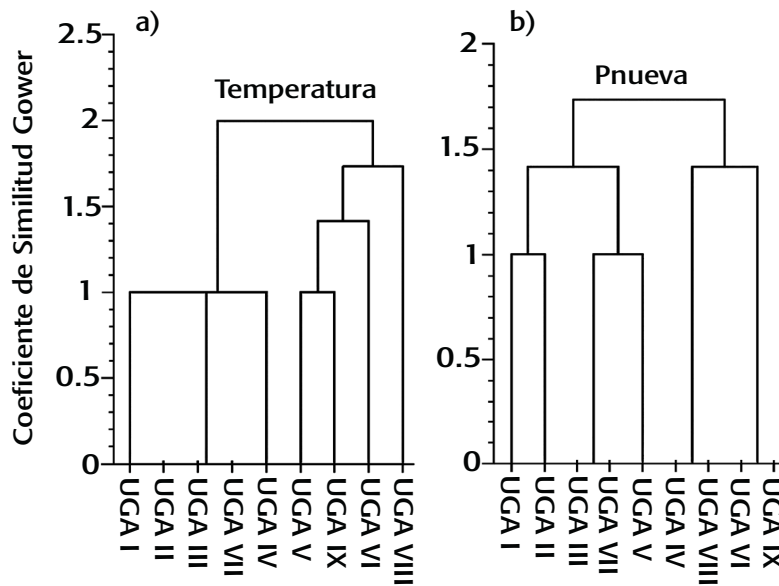 a)
Temperatura
Coeficiente de Similitud Gower
2.5
2
1.5
1
0.5
0
UGA I
UGA II
UGA III
UGA VII
UGA IV
UGA V
UGA IX
UGA VI
UGA VIII
b)
Pnueva
2
1.5
1
0.5
0
UGA I
UGA II
UGA III
UGA VII
UGA V
UGA IV
UGA VIII
UGA VI
UGA IX